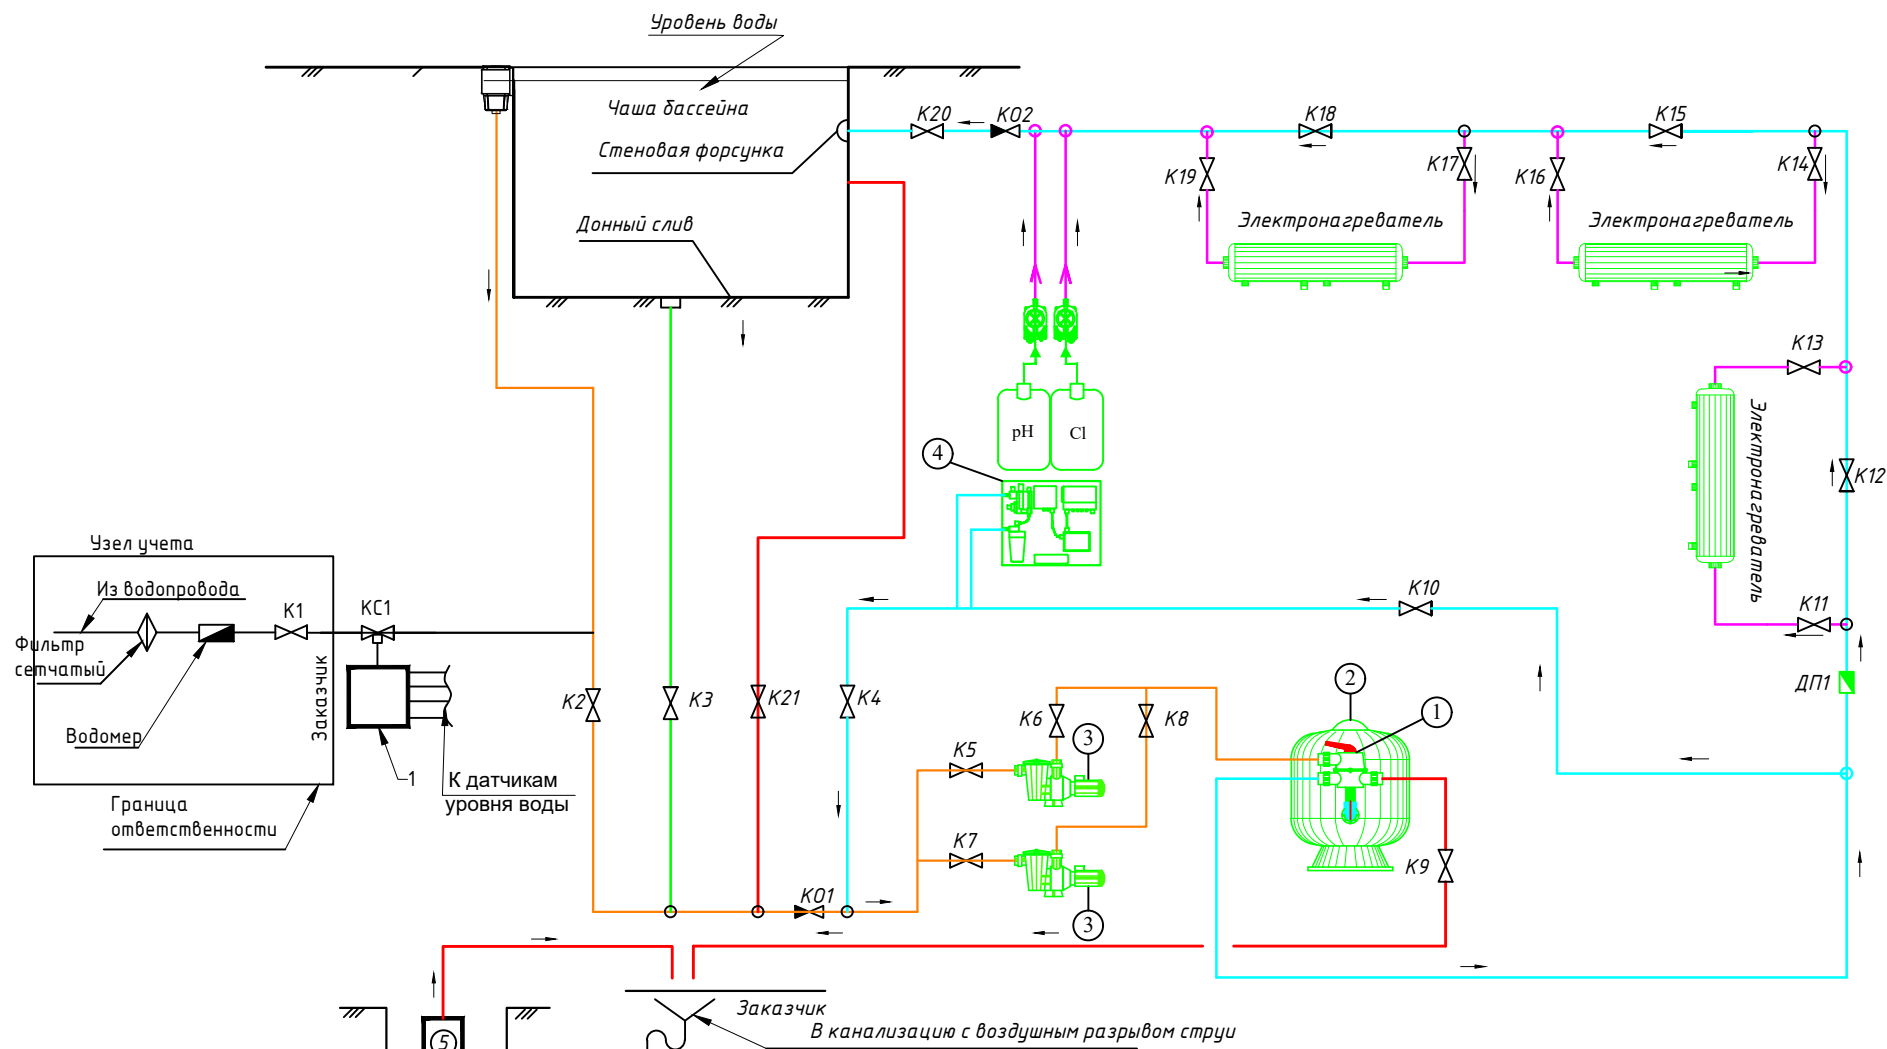 Уровень воды
Чаша бассейна
Стеновая форсунка
Донный слив
К20
КО2
К18
К15
К19
К17
К16
К14
Электронагреватель
Электронагреватель
К13
Электронагреватель
К12
К11
ДП1
pH
Cl
4
К10
Узел учета
Из водопровода
К1
КС1
Фильтр
сетчатый
Водомер
Заказчик
1
К датчикам
уровня воды
Граница
ответственности
К2
К3
К21
К4
К6
К8
К5
3
К7
3
КО1
2
1
К9
5
Заказчик
В канализацию с воздушным разрывом струи